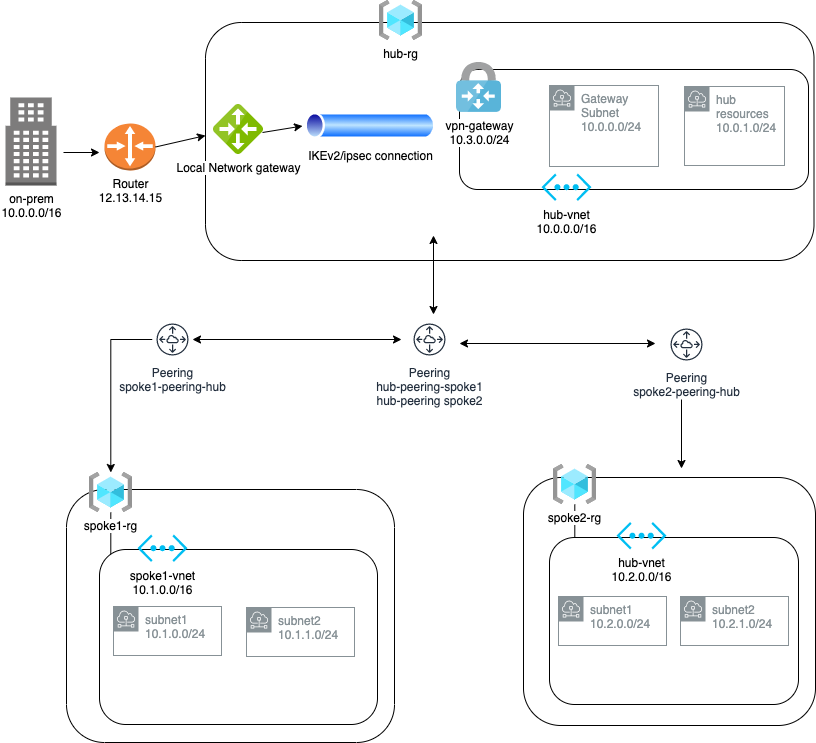 hub-rg
on-prem
10.0.0.0/16
Router
12.13.14.15
Local Network gateway
IKEv2/ipsec connection
vpn-gateway
10.3.0.0/24
Gateway
Subnet
10.0.0.0/24
hub
resources
10.0.1.0/24
hub-vnet
10.0.0.0/16
Peering
spoke1-peering-hub
Peering
hub-peering-spoke1
hub-peering spoke2
Peering
spoke2-peering-hub
spoke1-rg
spoke1-vnet
10.1.0.0/16
subnet1
10.1.0.0/24
subnet2
10.1.1.0/24
spoke2-rg
hub-vnet
10.2.0.0/16
subnet1
10.2.0.0/24
subnet2
10.2.1.0/24